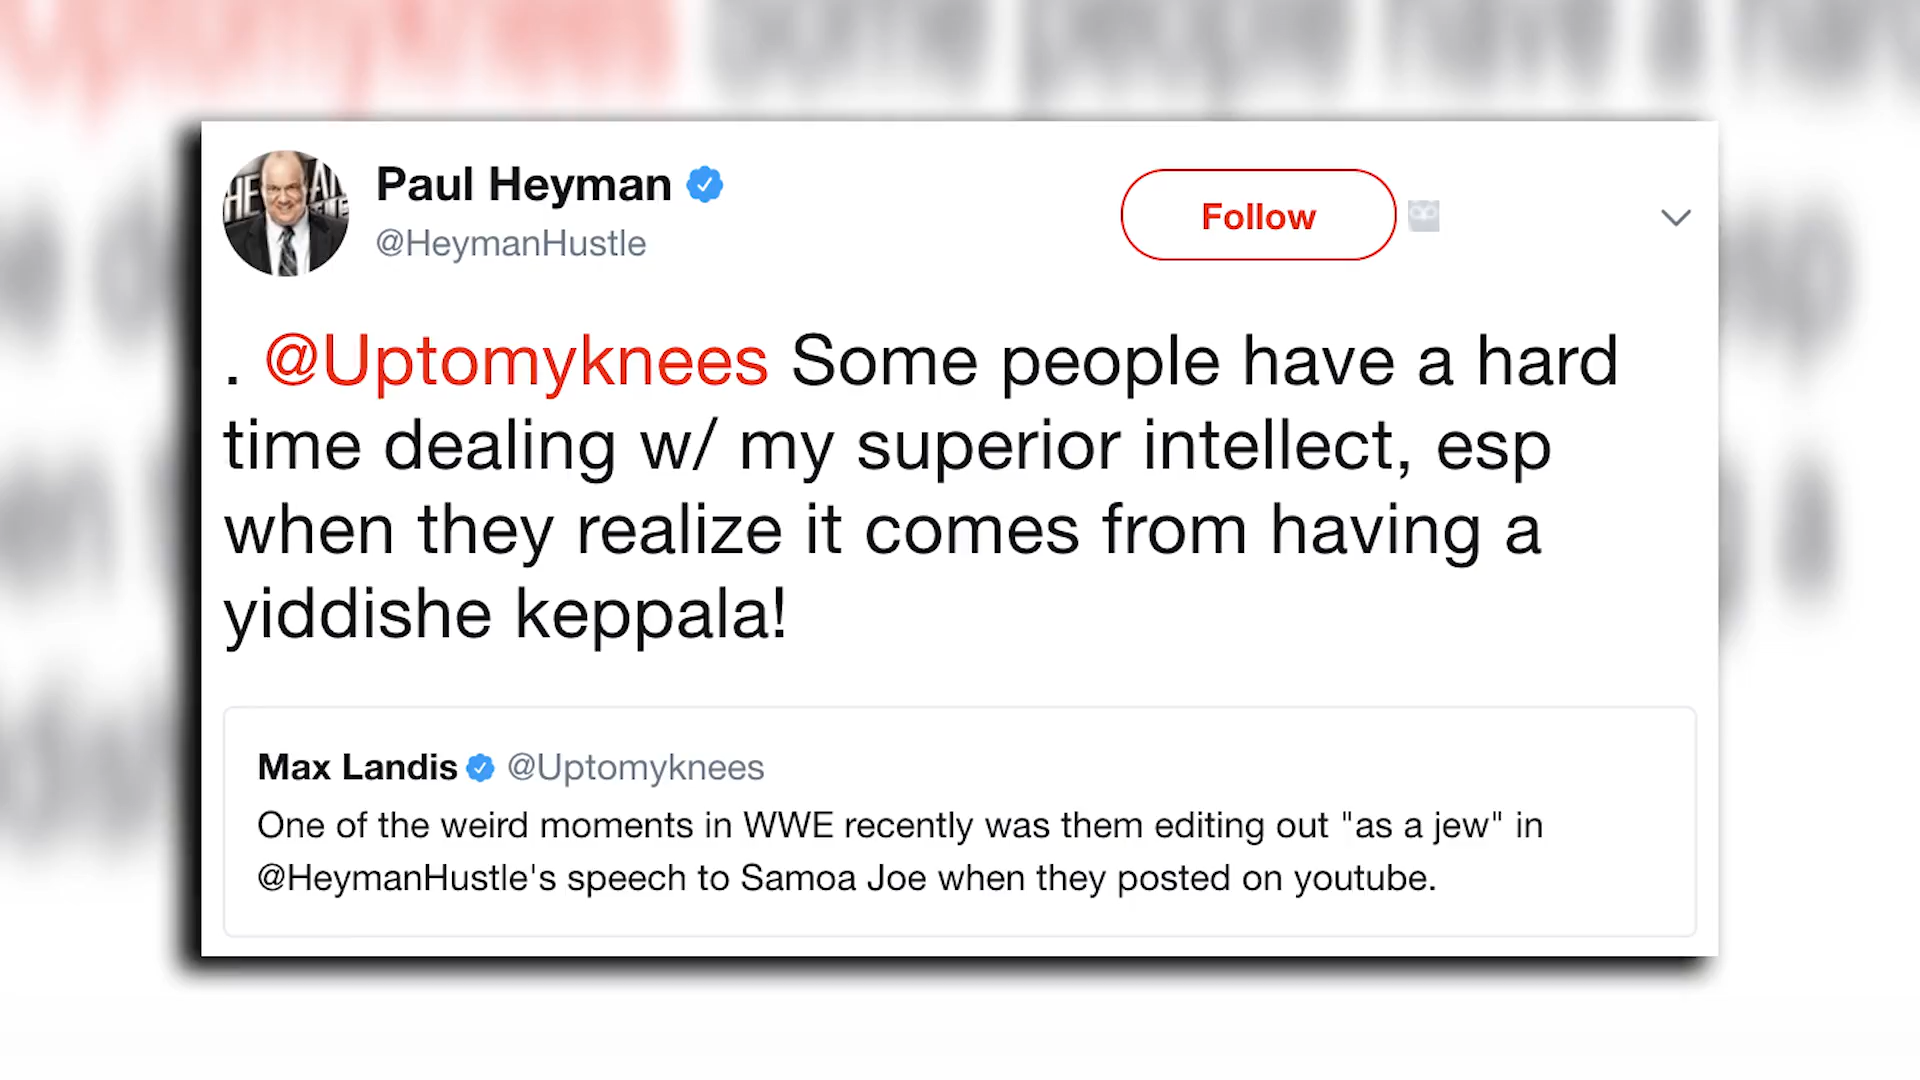 Paul Heyman
@HeymanHustle
Follow
. @Uptomyknees Some people have a hard
time dealing w/ my superior intellect, esp
when they realize it comes from having a
yiddishe keppala!
Max Landis @Uptomyknees
One of the weird moments in WWE recently was them editing out "as a jew" in
@HeymanHustle's speech to Samoa Joe when they posted on youtube.